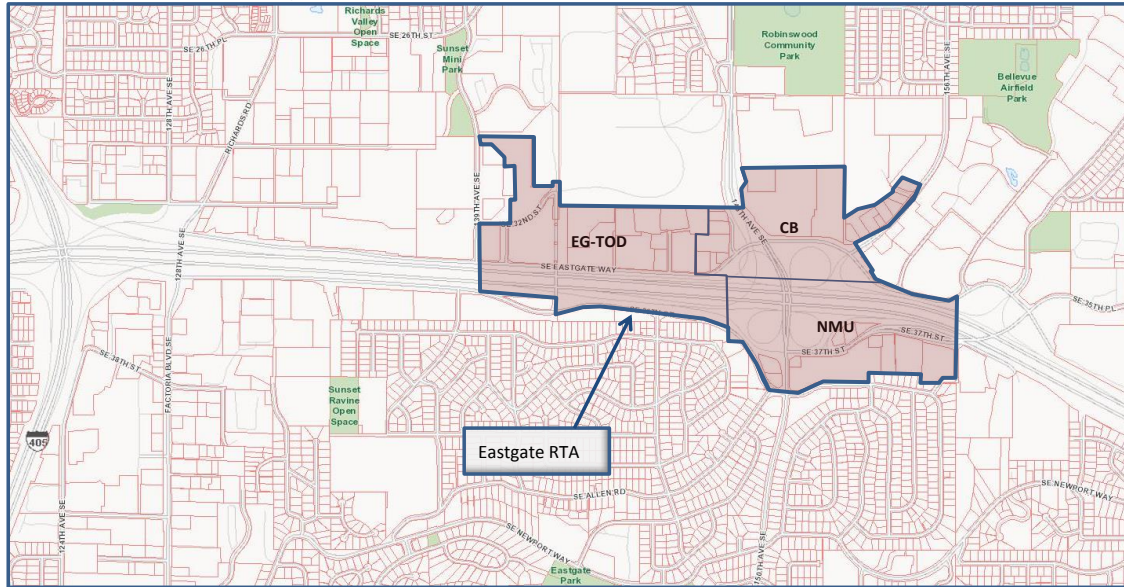 Richards
Valley
Open
Space
SE 26TH PL
SE 26TH ST
Sunset
Mini
Park
Robinswood
Community
Park
156TH AVE SE
Bellevue
Airfield
Park
128TH AVE SE
RICHARDS RD
139TH AVE SE
SE 32ND ST
EG-TOD
CB
SE EASTGATE WAY
128TH AVE SE
NMU
SE 35TH PL
SE 37TH ST
SE 37TH ST
SE 38TH ST
FACTORIA BLVD SE
Sunset
Ravine
Open
Space
405
Eastgate RTA
SE ALLEN RD
SE NEWPORT WAY
124TH AVE SE
SE NEWPORT WAY
150TH AVE SE
Eastgate
Park